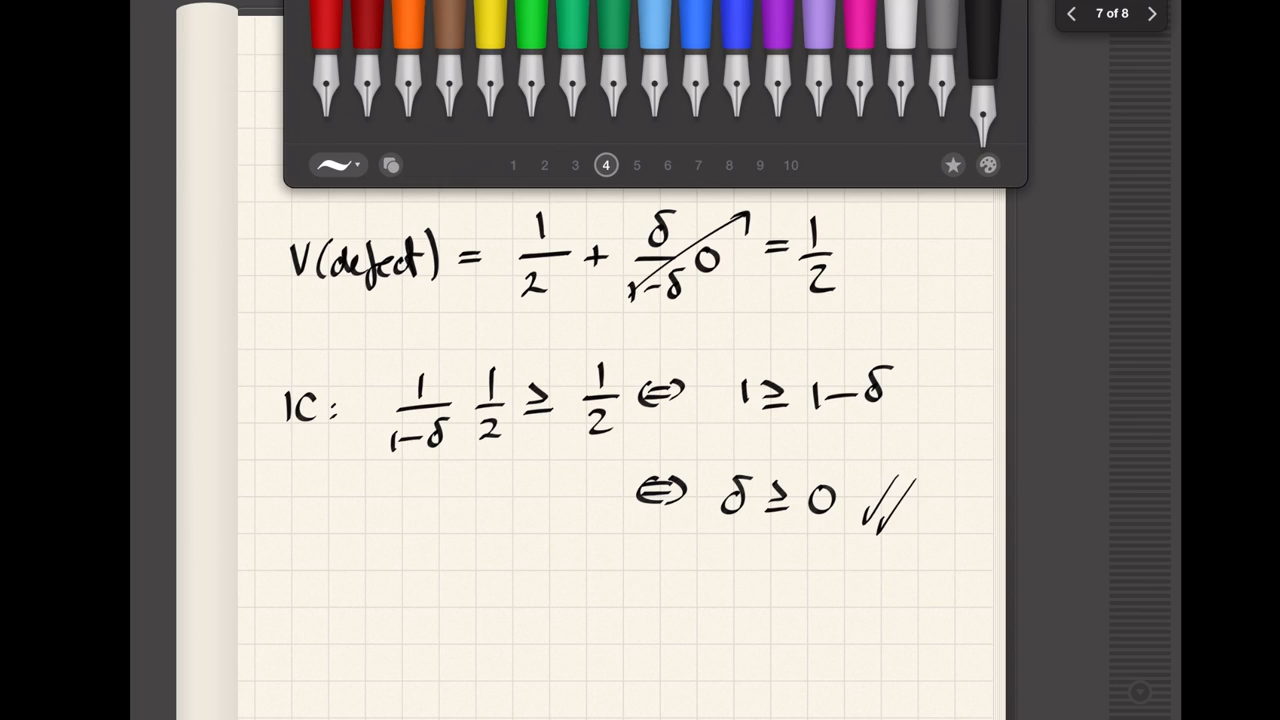 7 of 8
1 2 3 4 5 6 7 8 9 10
V(defect) = 1/2 + δ/(1-δ) 0 = 1/2
IC: 1/(1-δ) 1/2 ≥ 1/2 ⇔ 1 ≥ 1-δ
⇔ δ ≥ 0 //